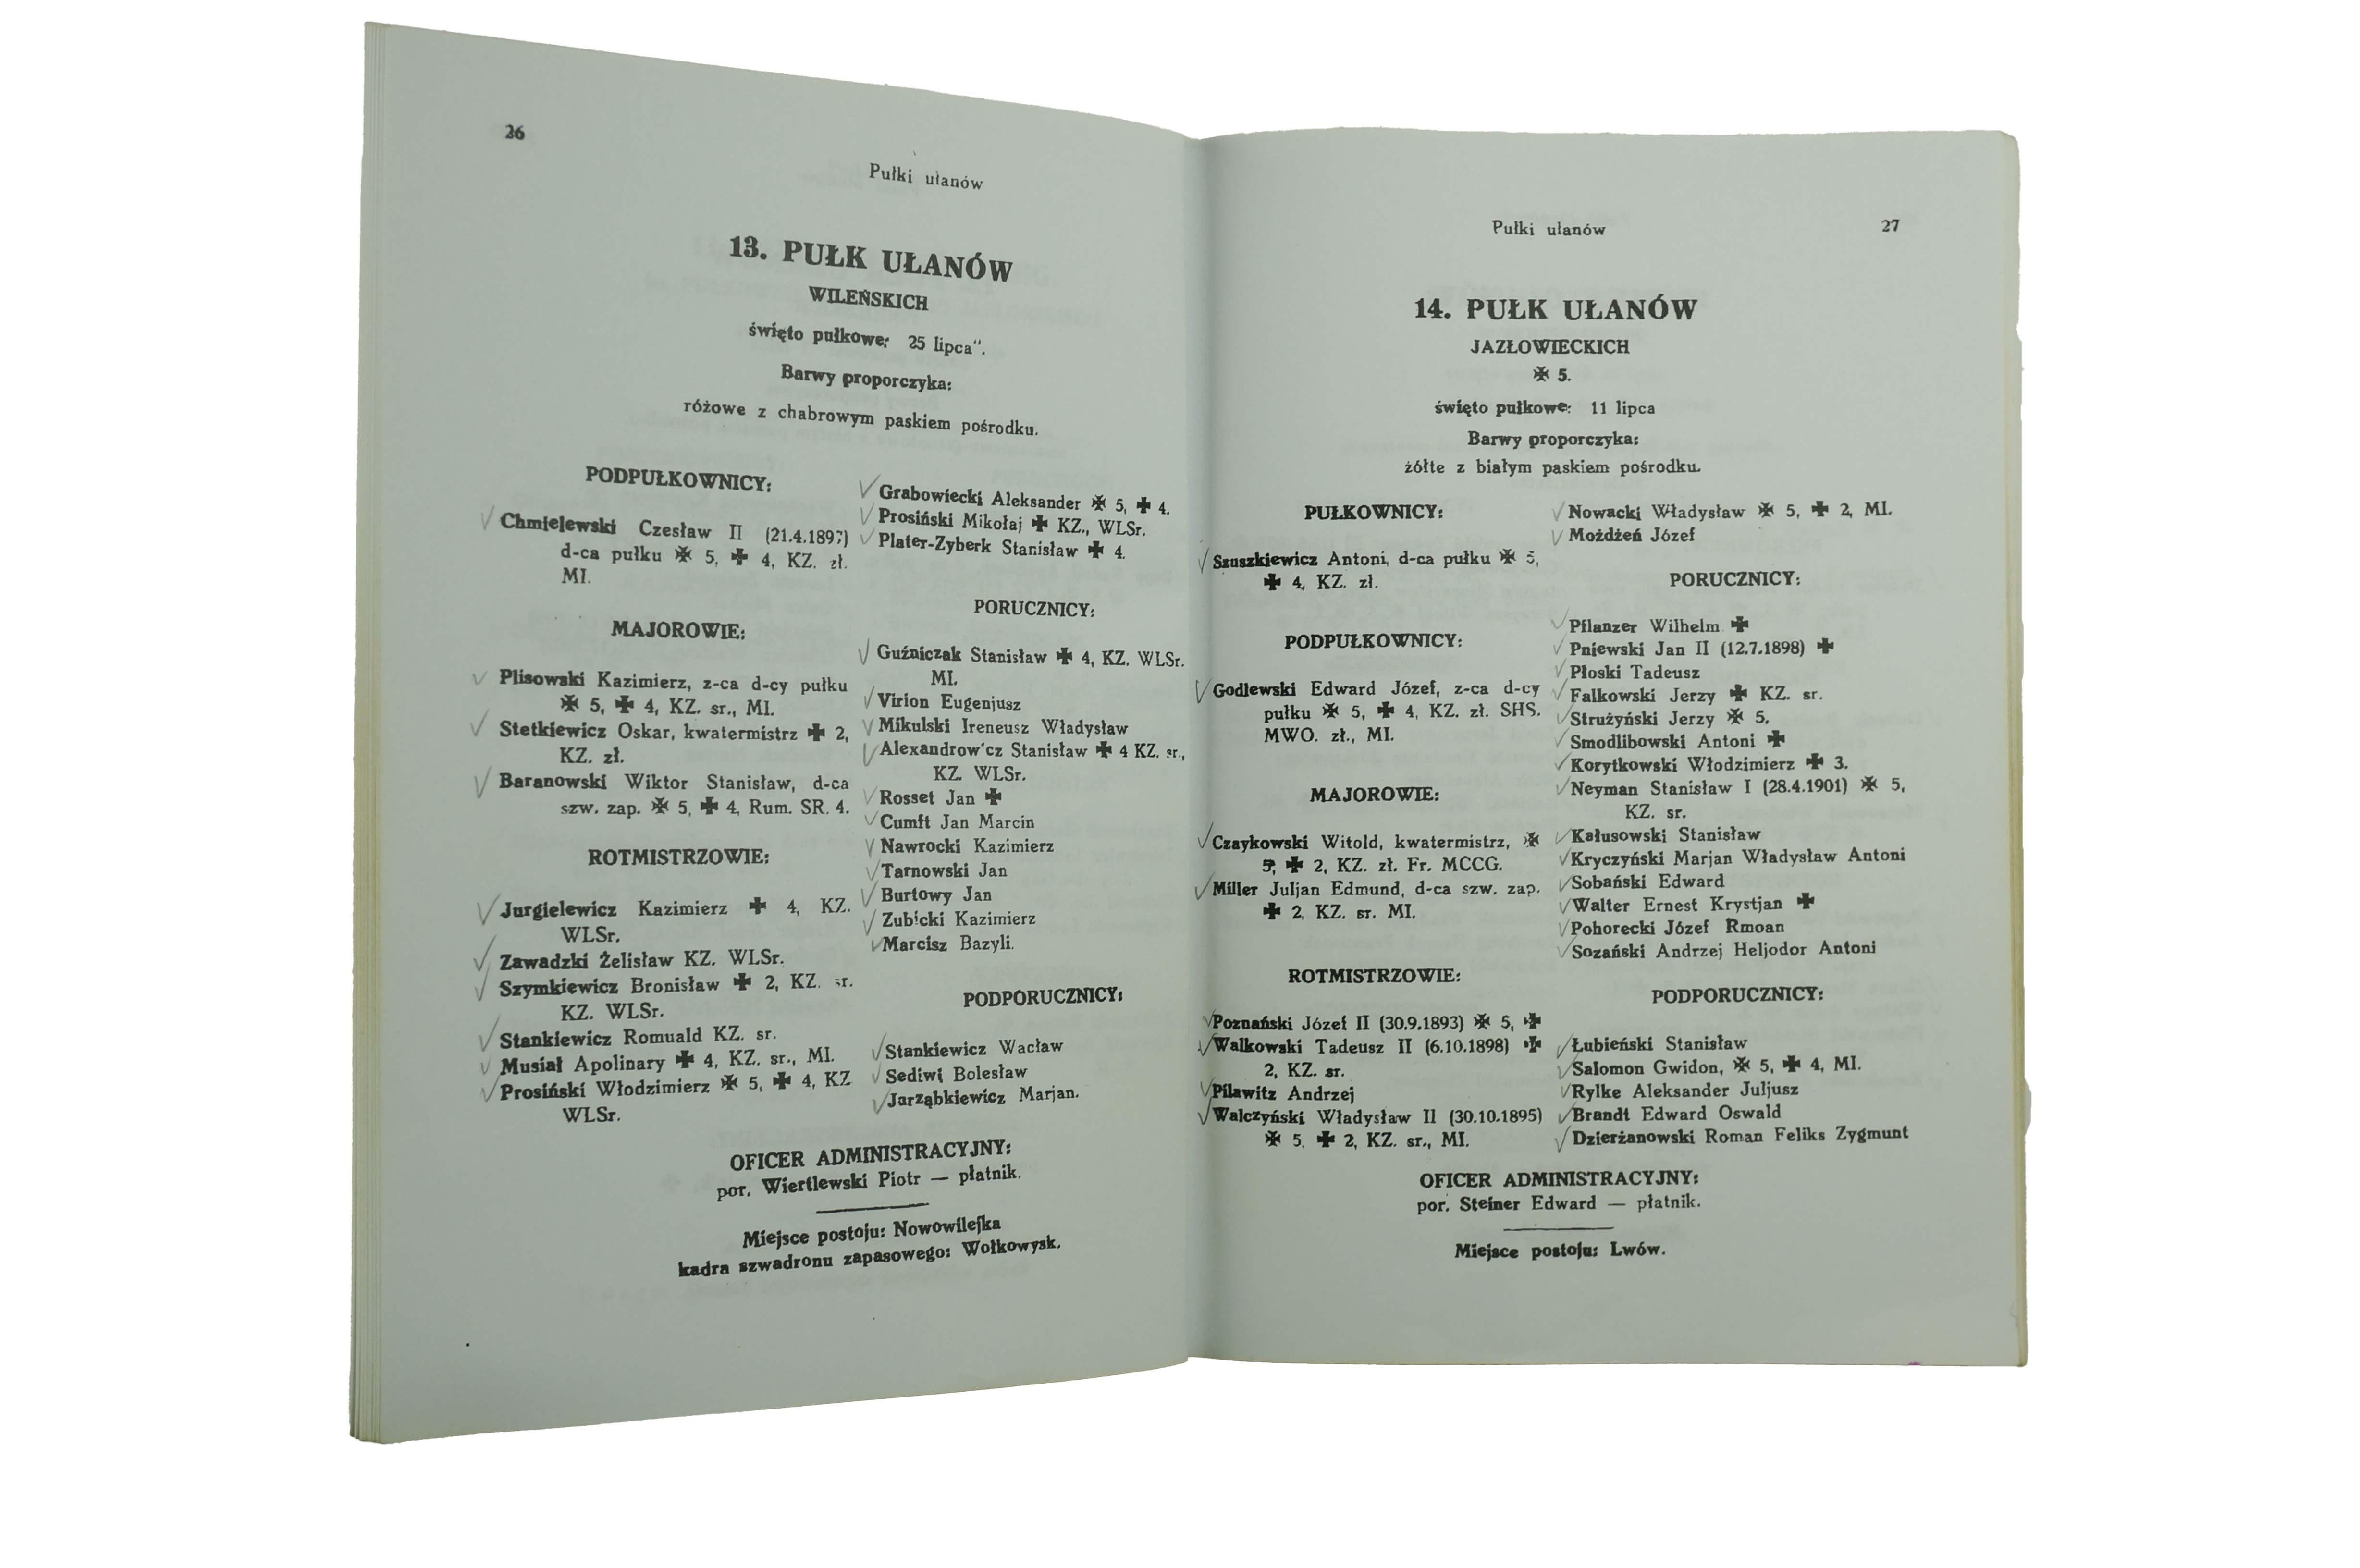 26
Pułki ułanów
13. PUŁK UŁANÓW
WILEŃSKICH
święto pułkowe: 25 lipca".
Barwy proporczyka:
różowe z chabrowym paskiem pośrodku.
PODPUŁKOWNICY:
Chmielewski Czesław II (21.4.1897)
d-ca pułku ✠ 5, ✚ 4, KZ. zł.
MI.
MAJOROWIE:
Plisowski Kazimierz, z-ca d-cy pułku
✠ 5, ✚ 4, KZ. sr., MI.
Stetkiewicz Oskar, kwatermistrz ✚ 2,
KZ. zł.
Baranowski Wiktor Stanisław, d-ca
szw. zap. ✠ 5, ✚ 4, Rum. SR. 4.
ROTMISTRZOWIE:
Jurgielewicz Kazimierz ✚ 4, KZ.
WLSr.
Zawadzki Żelisław KZ. WLSr.
Szymkiewicz Bronisław ✚ 2, KZ. sr.
KZ. WLSr.
Stankiewicz Romuald KZ. sr.
Musiał Apolinary ✚ 4, KZ. sr., MI.
Prosiński Włodzimierz ✠ 5, ✚ 4, KZ
WLSr.
Grabowiecki Aleksander ✠ 5, ✚ 4.
Prosiński Mikołaj ✚ KZ., WLSr.
Plater-Zyberk Stanisław ✚ 4.
PORUCZNICY:
Guźniczak Stanisław ✚ 4, KZ. WLSr.
MI.
Virion Eugenjusz
Mikulski Ireneusz Władysław
Alexandrow'cz Stanisław ✚ 4 KZ. sr.,
KZ. WLSr.
Rosset Jan ✚
Cumft Jan Marcin
Nawrocki Kazimierz
Tarnowski Jan
Burtowy Jan
Zubicki Kazimierz
Marcisz Bazyli.
PODPORUCZNICY:
Stankiewicz Wacław
Sediwi Bolesław
Jarząbkiewicz Marjan.
OFICER ADMINISTRACYJNY:
por. Wiertlewski Piotr — płatnik.
Miejsce postoju: Nowowilejka
kadra szwadronu zapasowego: Wołkowysk.
Pułki ułanów
27
14. PUŁK UŁANÓW
JAZŁOWIECKICH
✠ 5.
święto pułkowe: 11 lipca
Barwy proporczyka:
żółte z białym paskiem pośrodku.
PUŁKOWNICY:
Szuszkiewicz Antoni, d-ca pułku ✠ 5,
✚ 4, KZ. zł.
PODPUŁKOWNICY:
Godlewski Edward Józef, z-ca d-cy
pułku ✠ 5, ✚ 4, KZ. zł. SHS.
MWO. zł., MI.
MAJOROWIE:
Czaykowski Witold, kwatermistrz, ✠
5, ✚ 2, KZ. zł. Fr. MCCG.
Miller Juljan Edmund, d-ca szw. zap.
✚ 2, KZ. sr. MI.
ROTMISTRZOWIE:
Poznański Józef II (30.9.1893) ✠ 5, ✚
Walkowski Tadeusz II (6.10.1898) ✚
2, KZ. sr.
Pilawitz Andrzej
Walczyński Władysław II (30.10.1895)
✠ 5, ✚ 2, KZ. sr., MI.
Nowacki Władysław ✠ 5, ✚ 2, MI.
Możdżeń Józef
PORUCZNICY:
Pflanzer Wilhelm ✚
Pniewski Jan II (12.7.1898) ✚
Płoski Tadeusz
Falkowski Jerzy ✚ KZ. sr.
Strużyński Jerzy ✠ 5.
Smodlibowski Antoni ✚
Korytkowski Włodzimierz ✚ 3.
Neyman Stanisław I (28.4.1901) ✠ 5,
KZ. sr.
Kałusowski Stanisław
Kryczyński Marjan Władysław Antoni
Sobański Edward
Walter Ernest Krystjan ✚
Pohorecki Józef Rmoan
Sozański Andrzej Heljodor Antoni
PODPORUCZNICY:
Łubieński Stanisław
Salomon Gwidon, ✠ 5, ✚ 4, MI.
Rylke Aleksander Juljusz
Brandt Edward Oswald
Dzierżanowski Roman Feliks Zygmunt
OFICER ADMINISTRACYJNY:
por. Steiner Edward — płatnik.
Miejsce postoju: Lwów.